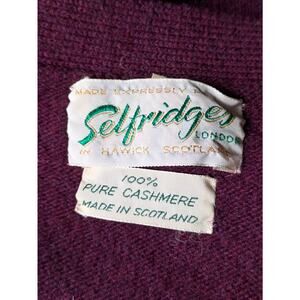 MADE EXPRESSLY
Selfridges
LONDON
IN HAWICK SCOTLAND
100%
PURE CASHMERE
MADE IN SCOTLAND